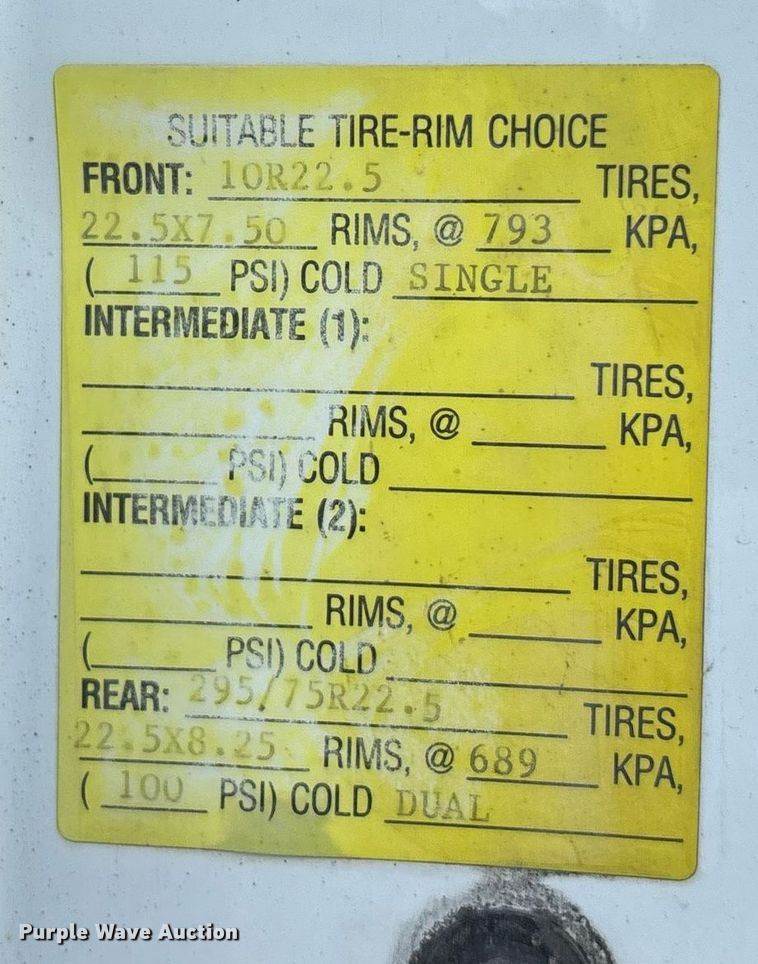 SUITABLE TIRE-RIM CHOICE
FRONT: 10R22.5 TIRES,
22.5X7.50 RIMS, @ 793 KPA,
( 115 PSI) COLD SINGLE
INTERMEDIATE (1):
TIRES,
RIMS, @ KPA,
( PSI) COLD
INTERMEDIATE (2):
TIRES,
RIMS, @ KPA,
( PSI) COLD
REAR: 295/75R22.5 TIRES,
22.5X8.25 RIMS, @ 689 KPA,
( 100 PSI) COLD DUAL
Purple Wave Auction